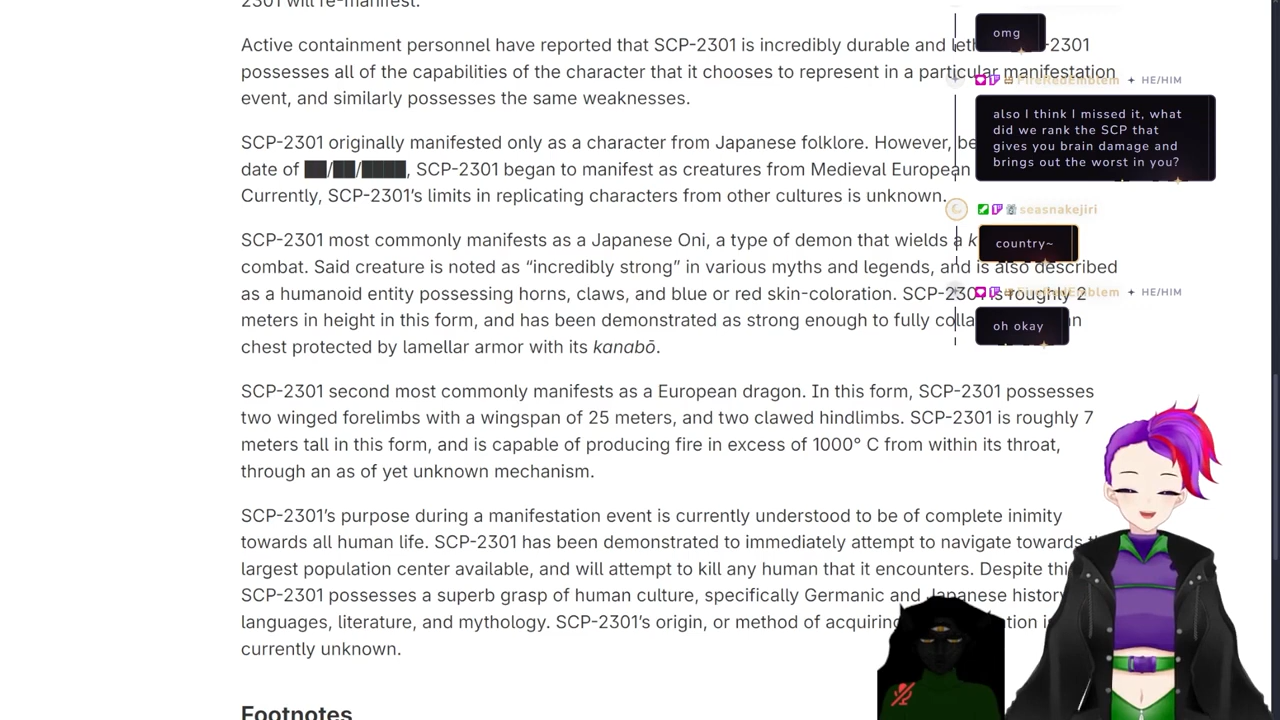 2301 will re-manifest.
Active containment personnel have reported that SCP-2301 is incredibly durable and -2301
possesses all of the capabilities of the character that it chooses to represent in a particular manifestation
event, and similarly possesses the same weaknesses.
SCP-2301 originally manifested only as a character from Japanese folklore. However,
date of ██/██/████, SCP-2301 began to manifest as creatures from Medieval European
Currently, SCP-2301’s limits in replicating characters from other cultures is unknown.
SCP-2301 most commonly manifests as a Japanese Oni, a type of demon that wields a
combat. Said creature is noted as “incredibly strong” in various myths and legends, and is also described
as a humanoid entity possessing horns, claws, and blue or red skin-coloration. SCP-2301 is roughly 2
meters in height in this form, and has been demonstrated as strong enough to fully
chest protected by lamellar armor with its kanabō.
SCP-2301 second most commonly manifests as a European dragon. In this form, SCP-2301 possesses
two winged forelimbs with a wingspan of 25 meters, and two clawed hindlimbs. SCP-2301 is roughly 7
meters tall in this form, and is capable of producing fire in excess of 1000° C from within its throat,
through an as of yet unknown mechanism.
SCP-2301’s purpose during a manifestation event is currently understood to be of complete inimity
towards all human life. SCP-2301 has been demonstrated to immediately attempt to navigate towards
largest population center available, and will attempt to kill any human that it encounters. Despite
SCP-2301 possesses a superb grasp of human culture, specifically Germanic and Japanese history
languages, literature, and mythology. SCP-2301’s origin, or method of acquiring
currently unknown.
Footnotes
omg
FireRedEmblem + HE/HIM
also I think I missed it, what
did we rank the SCP that
gives you brain damage and
brings out the worst in you?
seasnakejiri
country~
FireRedEmblem + HE/HIM
oh okay